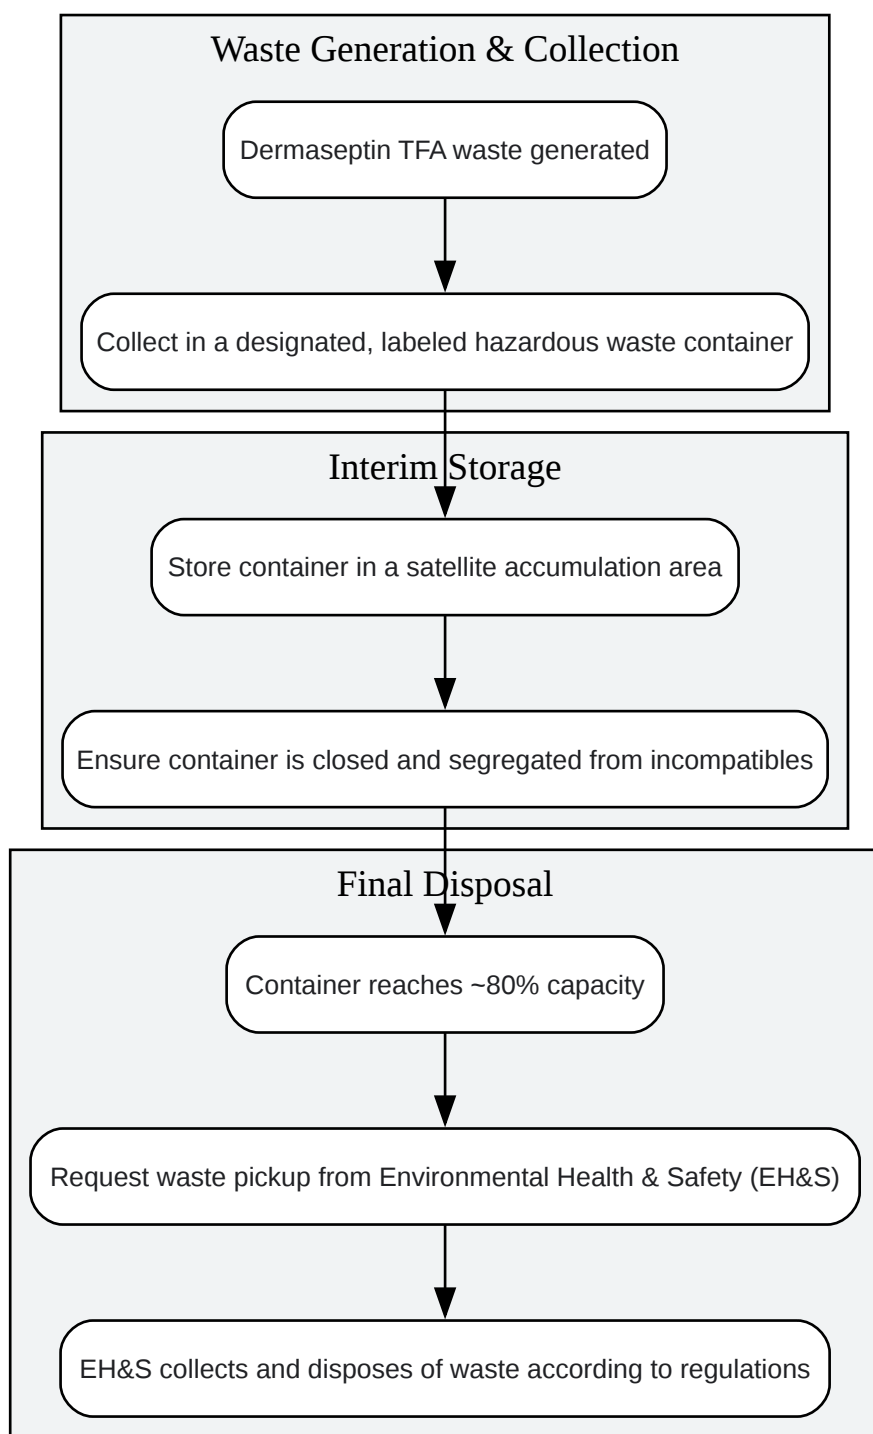 Waste Generation & Collection
Dermaseptin TFA waste generated
Collect in a designated, labeled hazardous waste container
Interim Storage
Store container in a satellite accumulation area
Ensure container is closed and segregated from incompatibles
Final Disposal
Container reaches ~80% capacity
Request waste pickup from Environmental Health & Safety (EH&S)
EH&S collects and disposes of waste according to regulations